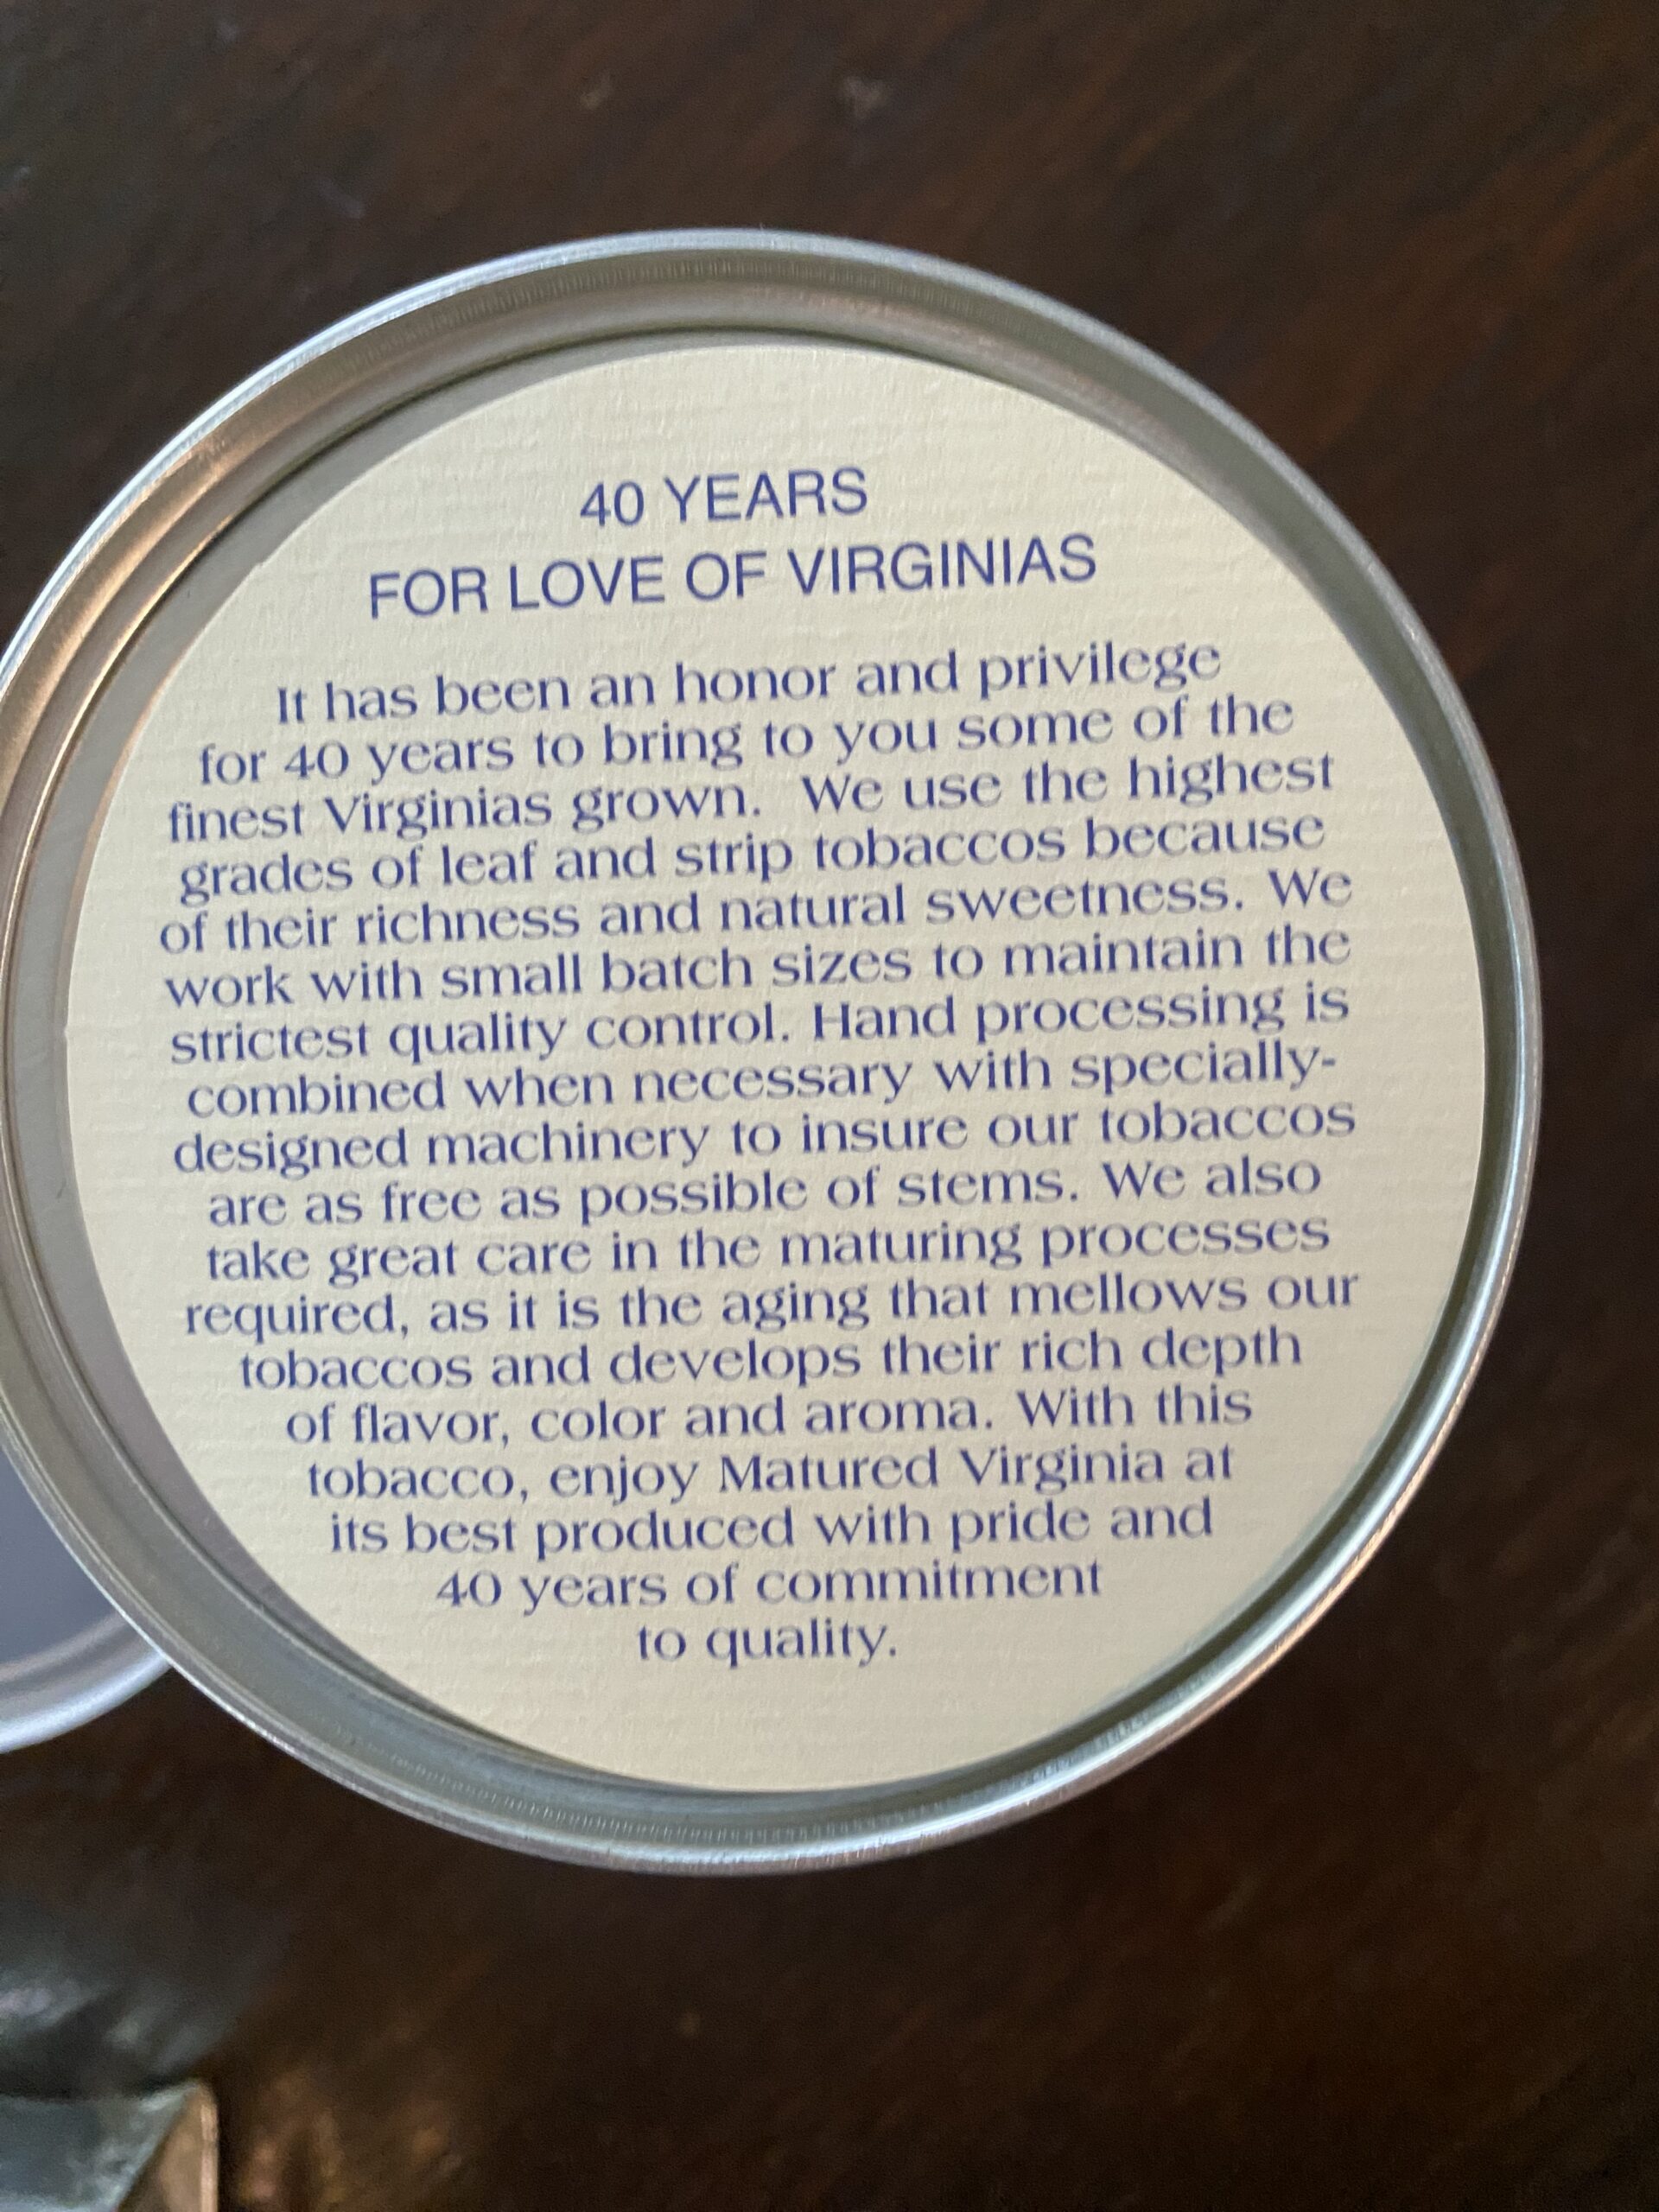 40 YEARS
FOR LOVE OF VIRGINIAS
It has been an honor and privilege
for 40 years to bring to you some of the
finest Virginias grown. We use the highest
grades of leaf and strip tobaccos because
of their richness and natural sweetness. We
work with small batch sizes to maintain the
strictest quality control. Hand processing is
combined when necessary with specially-
designed machinery to insure our tobaccos
are as free as possible of stems. We also
take great care in the maturing processes
required, as it is the aging that mellows our
tobaccos and develops their rich depth
of flavor, color and aroma. With this
tobacco, enjoy Matured Virginia at
its best produced with pride and
40 years of commitment
to quality.